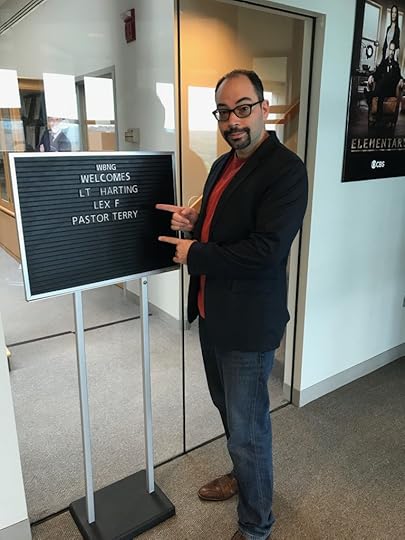 WBNG
WELCOMES
LT HARTING
LEX F
PASTOR TERRY
ELEMENTARY
CBS